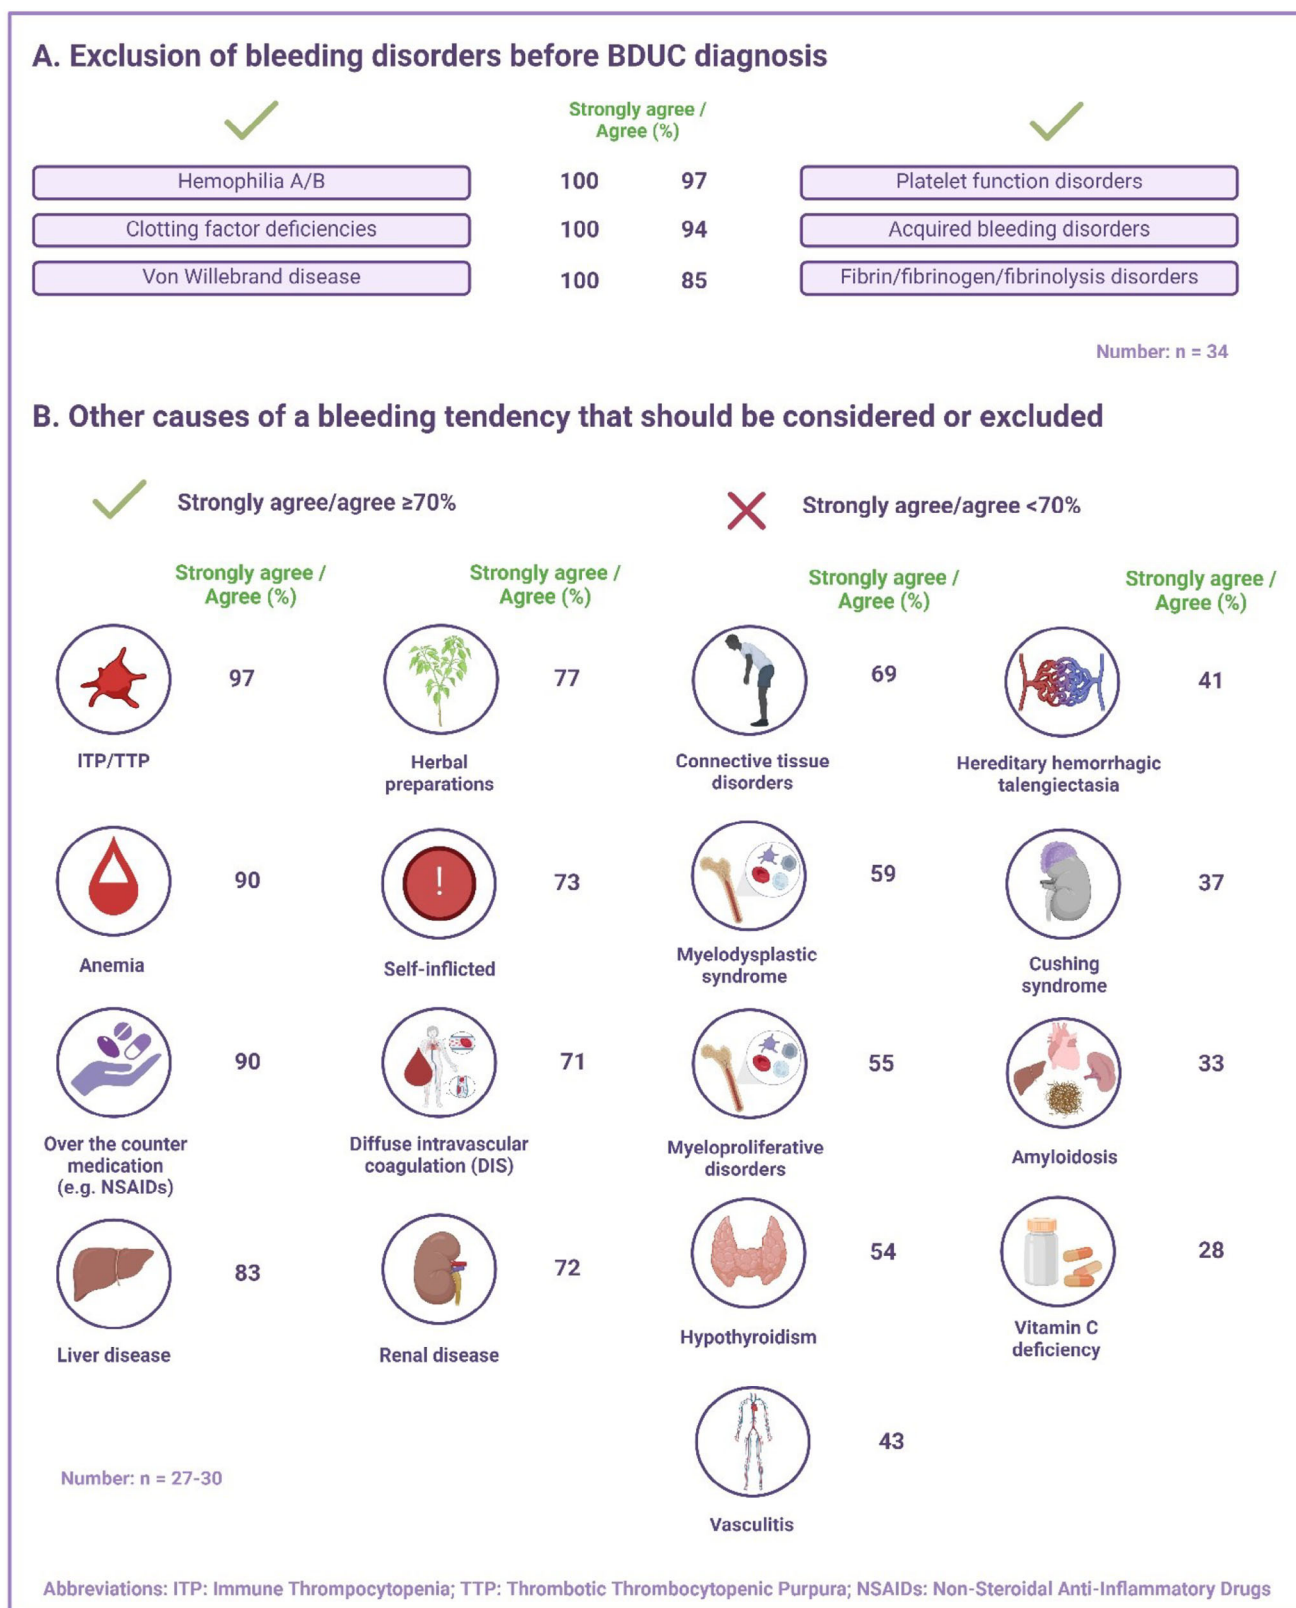 A. Exclusion of bleeding disorders before BDUC diagnosis
Strongly agree /
Agree (%)
Hemophilia A/B 100 97 Platelet function disorders
Clotting factor deficiencies 100 94 Acquired bleeding disorders
Von Willebrand disease 100 85 Fibrin/fibrinogen/fibrinolysis disorders
Number: n = 34
B. Other causes of a bleeding tendency that should be considered or excluded
Strongly agree/agree ≥70%
Strongly agree/agree <70%
Strongly agree / Strongly agree / Strongly agree / Strongly agree /
Agree (%) Agree (%) Agree (%) Agree (%)
97 77 69 41
ITP/TTP
Herbal
preparations
Connective tissue
disorders
Hereditary hemorrhagic
talengiectasia
90 ! 73 59 37
Anemia
Self-inflicted
Myelodysplastic
syndrome
Cushing
syndrome
90 71 55 33
Over the counter
medication
(e.g. NSAIDs)
Diffuse intravascular
coagulation (DIS)
Myeloproliferative
disorders
Amyloidosis
83 72 54 28
Liver disease
Renal disease
Hypothyroidism
Vitamin C
deficiency
43
Vasculitis
Number: n = 27-30
Abbreviations: ITP: Immune Thrompocytopenia; TTP: Thrombotic Thrombocytopenic Purpura; NSAIDs: Non-Steroidal Anti-Inflammatory Drugs